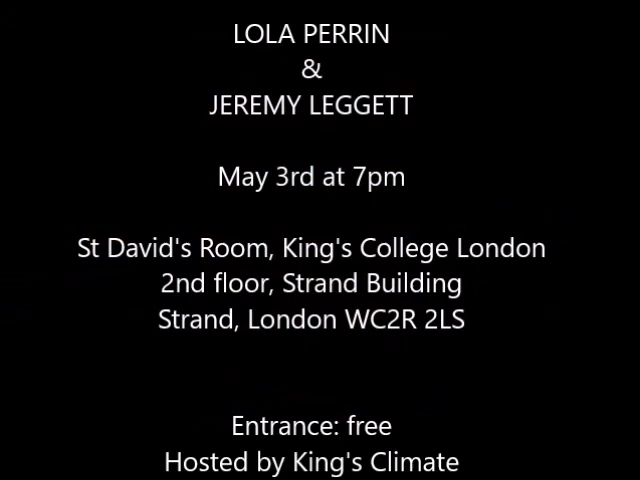 LOLA PERRIN
&
JEREMY LEGGETT
May 3rd at 7pm
St David's Room, King's College London
2nd floor, Strand Building
Strand, London WC2R 2LS
Entrance: free
Hosted by King's Climate